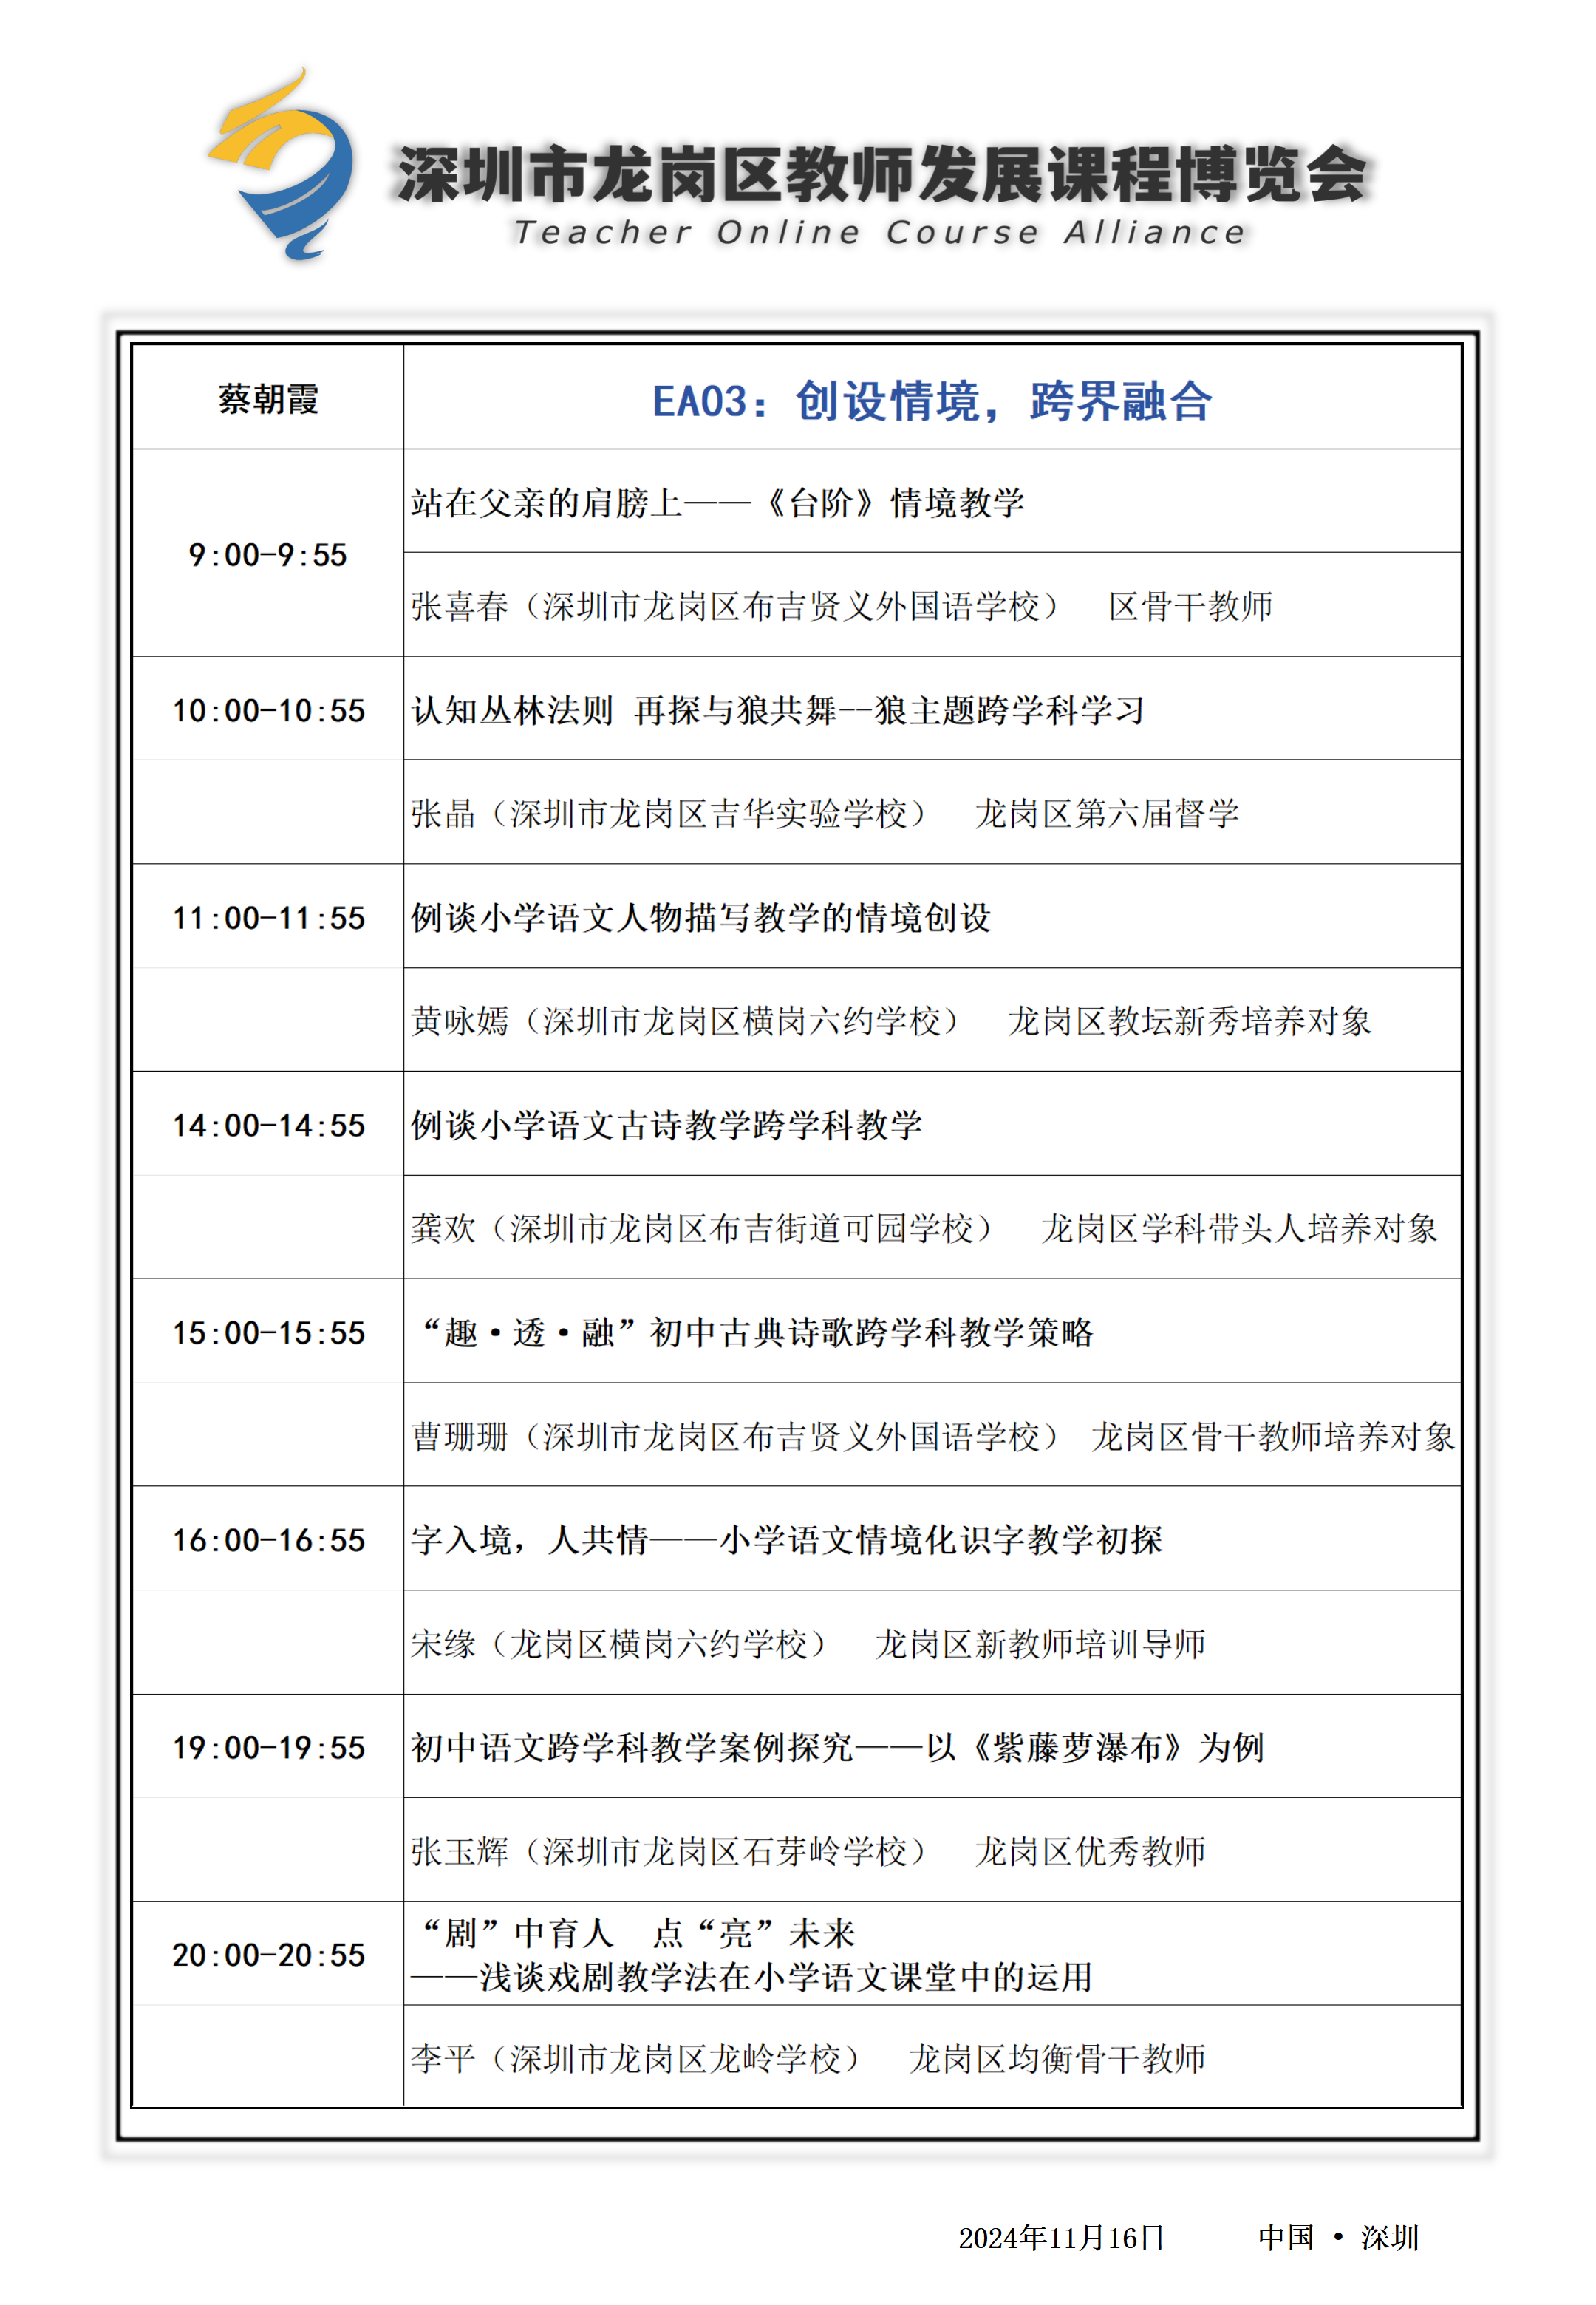 深圳市龙岗区教师发展课程博览会
Teacher Online Course Alliance
蔡朝霞
EA03：创设情境，跨界融合
9:00-9:55
站在父亲的肩膀上——《台阶》情境教学
张喜春（深圳市龙岗区布吉贤义外国语学校） 区骨干教师
10:00-10:55
认知丛林法则 再探与狼共舞--狼主题跨学科学习
张晶（深圳市龙岗区吉华实验学校） 龙岗区第六届督学
11:00-11:55
例谈小学语文人物描写教学的情境创设
黄咏嫣（深圳市龙岗区横岗六约学校） 龙岗区教坛新秀培养对象
14:00-14:55
例谈小学语文古诗教学跨学科教学
龚欢（深圳市龙岗区布吉街道可园学校） 龙岗区学科带头人培养对象
15:00-15:55
“趣·透·融”初中古典诗歌跨学科教学策略
曹珊珊（深圳市龙岗区布吉贤义外国语学校） 龙岗区骨干教师培养对象
16:00-16:55
字入境，人共情——小学语文情境化识字教学初探
宋缘（龙岗区横岗六约学校） 龙岗区新教师培训导师
19:00-19:55
初中语文跨学科教学案例探究——以《紫藤萝瀑布》为例
张玉辉（深圳市龙岗区石芽岭学校） 龙岗区优秀教师
20:00-20:55
“剧”中育人 点“亮”未来
——浅谈戏剧教学法在小学语文课堂中的运用
李平（深圳市龙岗区龙岭学校） 龙岗区均衡骨干教师
2024年11月16日 中国 · 深圳